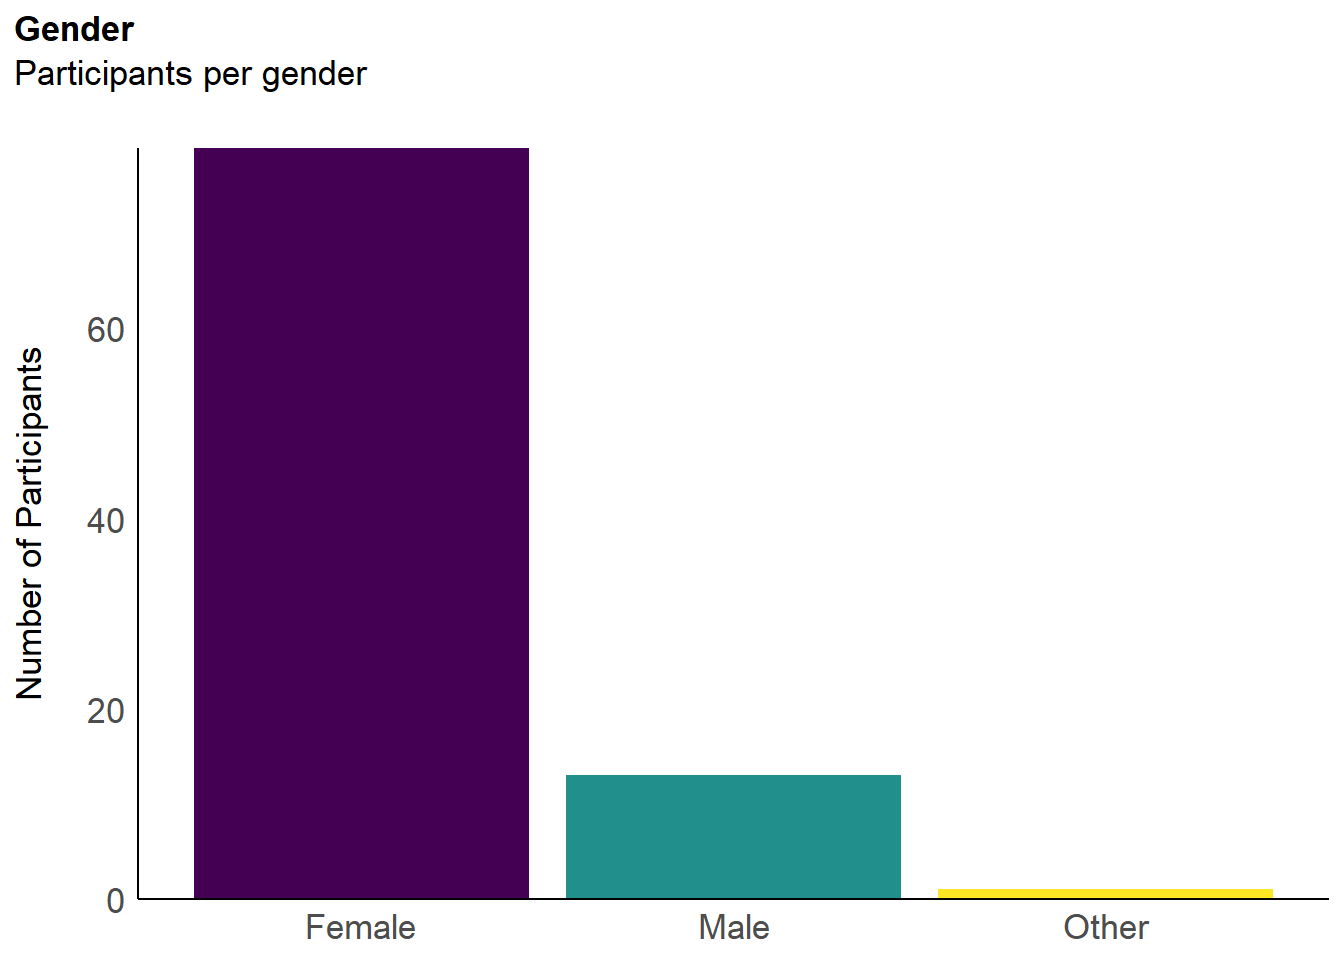 Gender
Participants per gender
Number of Participants
60
40
20
0
Female
Male
Other